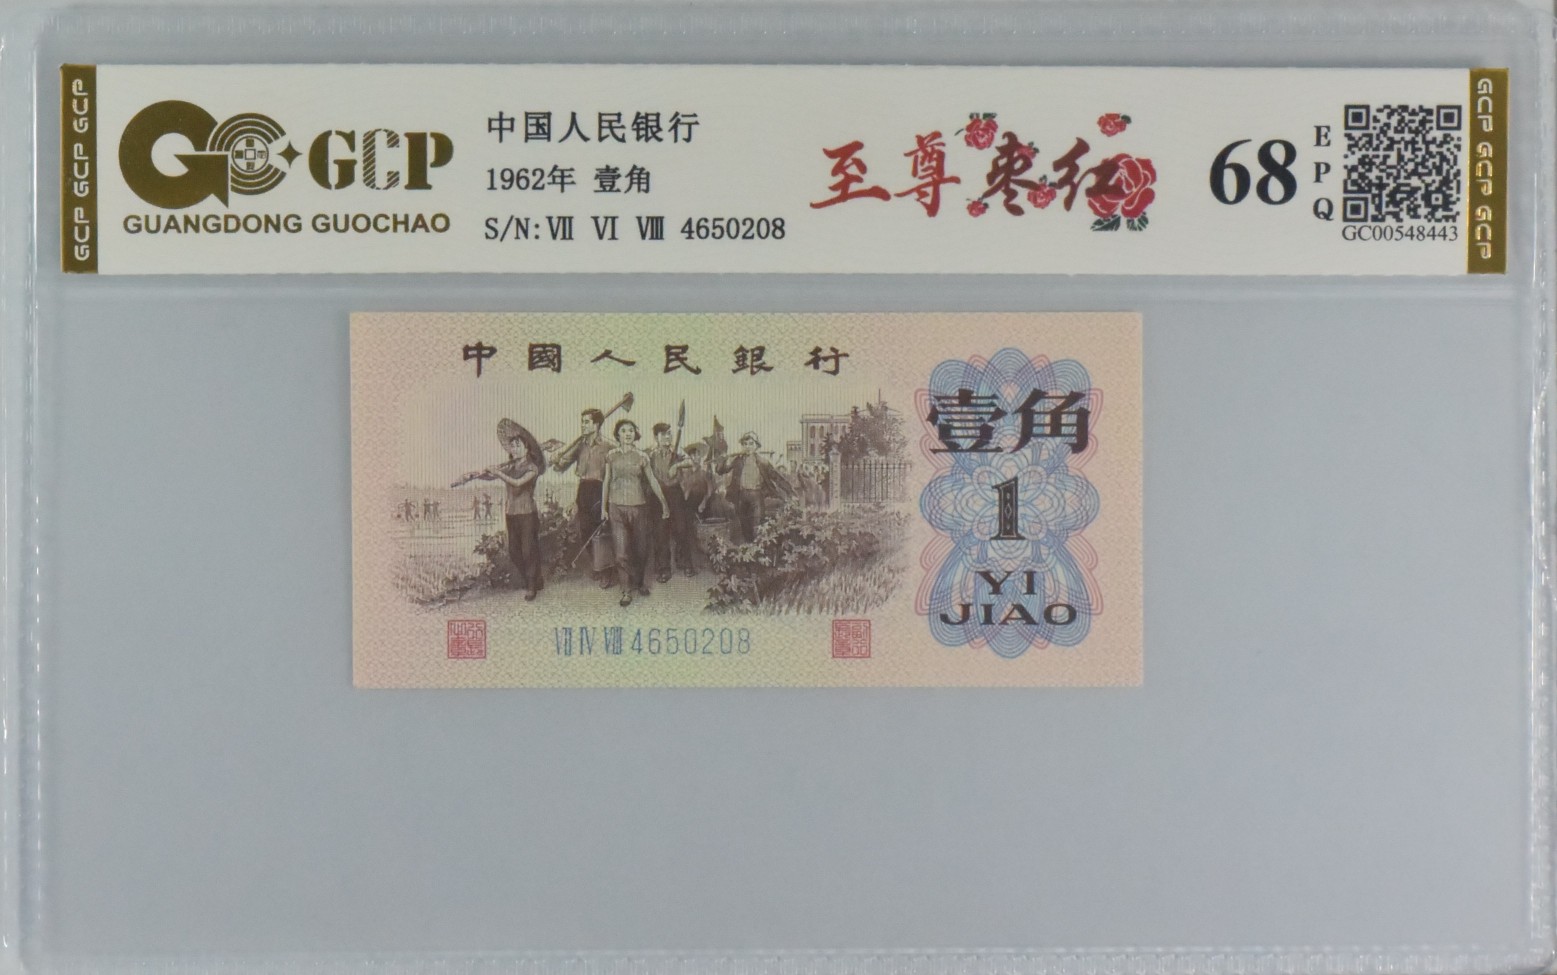 GCP GCP GCP
GCP
GUANGDONG GUOCHAO
中国人民银行
1962年 壹角
S/N: Ⅶ Ⅵ Ⅷ 4650208
至尊枣红
68
EPQ
GC00548443
GCP GCP GCP
中國人民銀行
壹角
1
YI
JIAO
Ⅶ Ⅳ Ⅷ 4650208